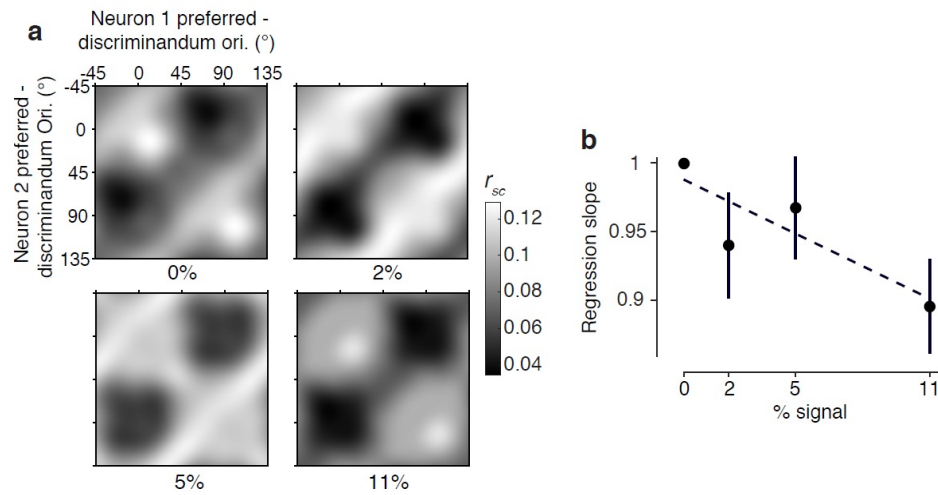 a
Neuron 1 preferred -
discriminandum ori. (°)
-45 0 45 90 135
Neuron 2 preferred -
discriminandum Ori. (°)
-45
0
45
90
135
0%
2%
5%
11%
r_sc
0.12
0.1
0.08
0.06
0.04
b
Regression slope
1
0.95
0.9
0 2 5 11
% signal